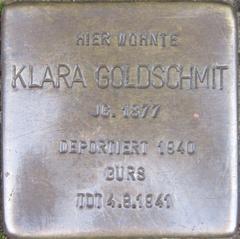 HIER WOHNTE
KLARA GOLDSCHMIT
JG. 1877
DEPORTIERT 1940
GURS
TOT 4.8.1941